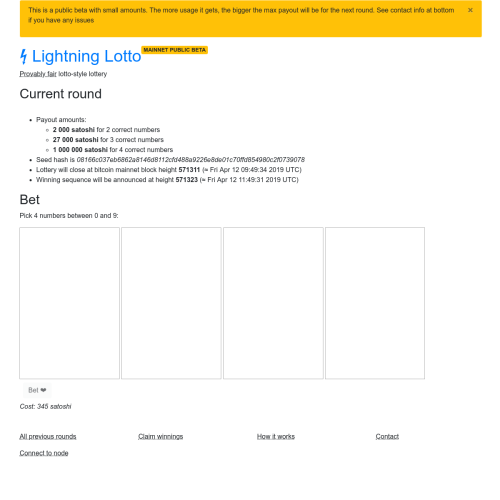 This is a public beta with small amounts. The more usage it gets, the bigger the max payout will be for the next round. See contact info at bottom
if you have any issues
×
Lightning Lotto MAINNET PUBLIC BETA
Provably fair lotto-style lottery
Current round
Payout amounts:
2 000 satoshi for 2 correct numbers
27 000 satoshi for 3 correct numbers
1 000 000 satoshi for 4 correct numbers
Seed hash is 08166c037eb6862a8146d8112cfd488a9226e8de01c70ffd854980c2f0739078
Lottery will close at bitcoin mainnet block height 571311 (≈ Fri Apr 12 09:49:34 2019 UTC)
Winning sequence will be announced at height 571323 (≈ Fri Apr 12 11:49:31 2019 UTC)
Bet
Pick 4 numbers between 0 and 9:
Bet ❤
Cost: 345 satoshi
All previous rounds Claim winnings How it works Contact
Connect to node